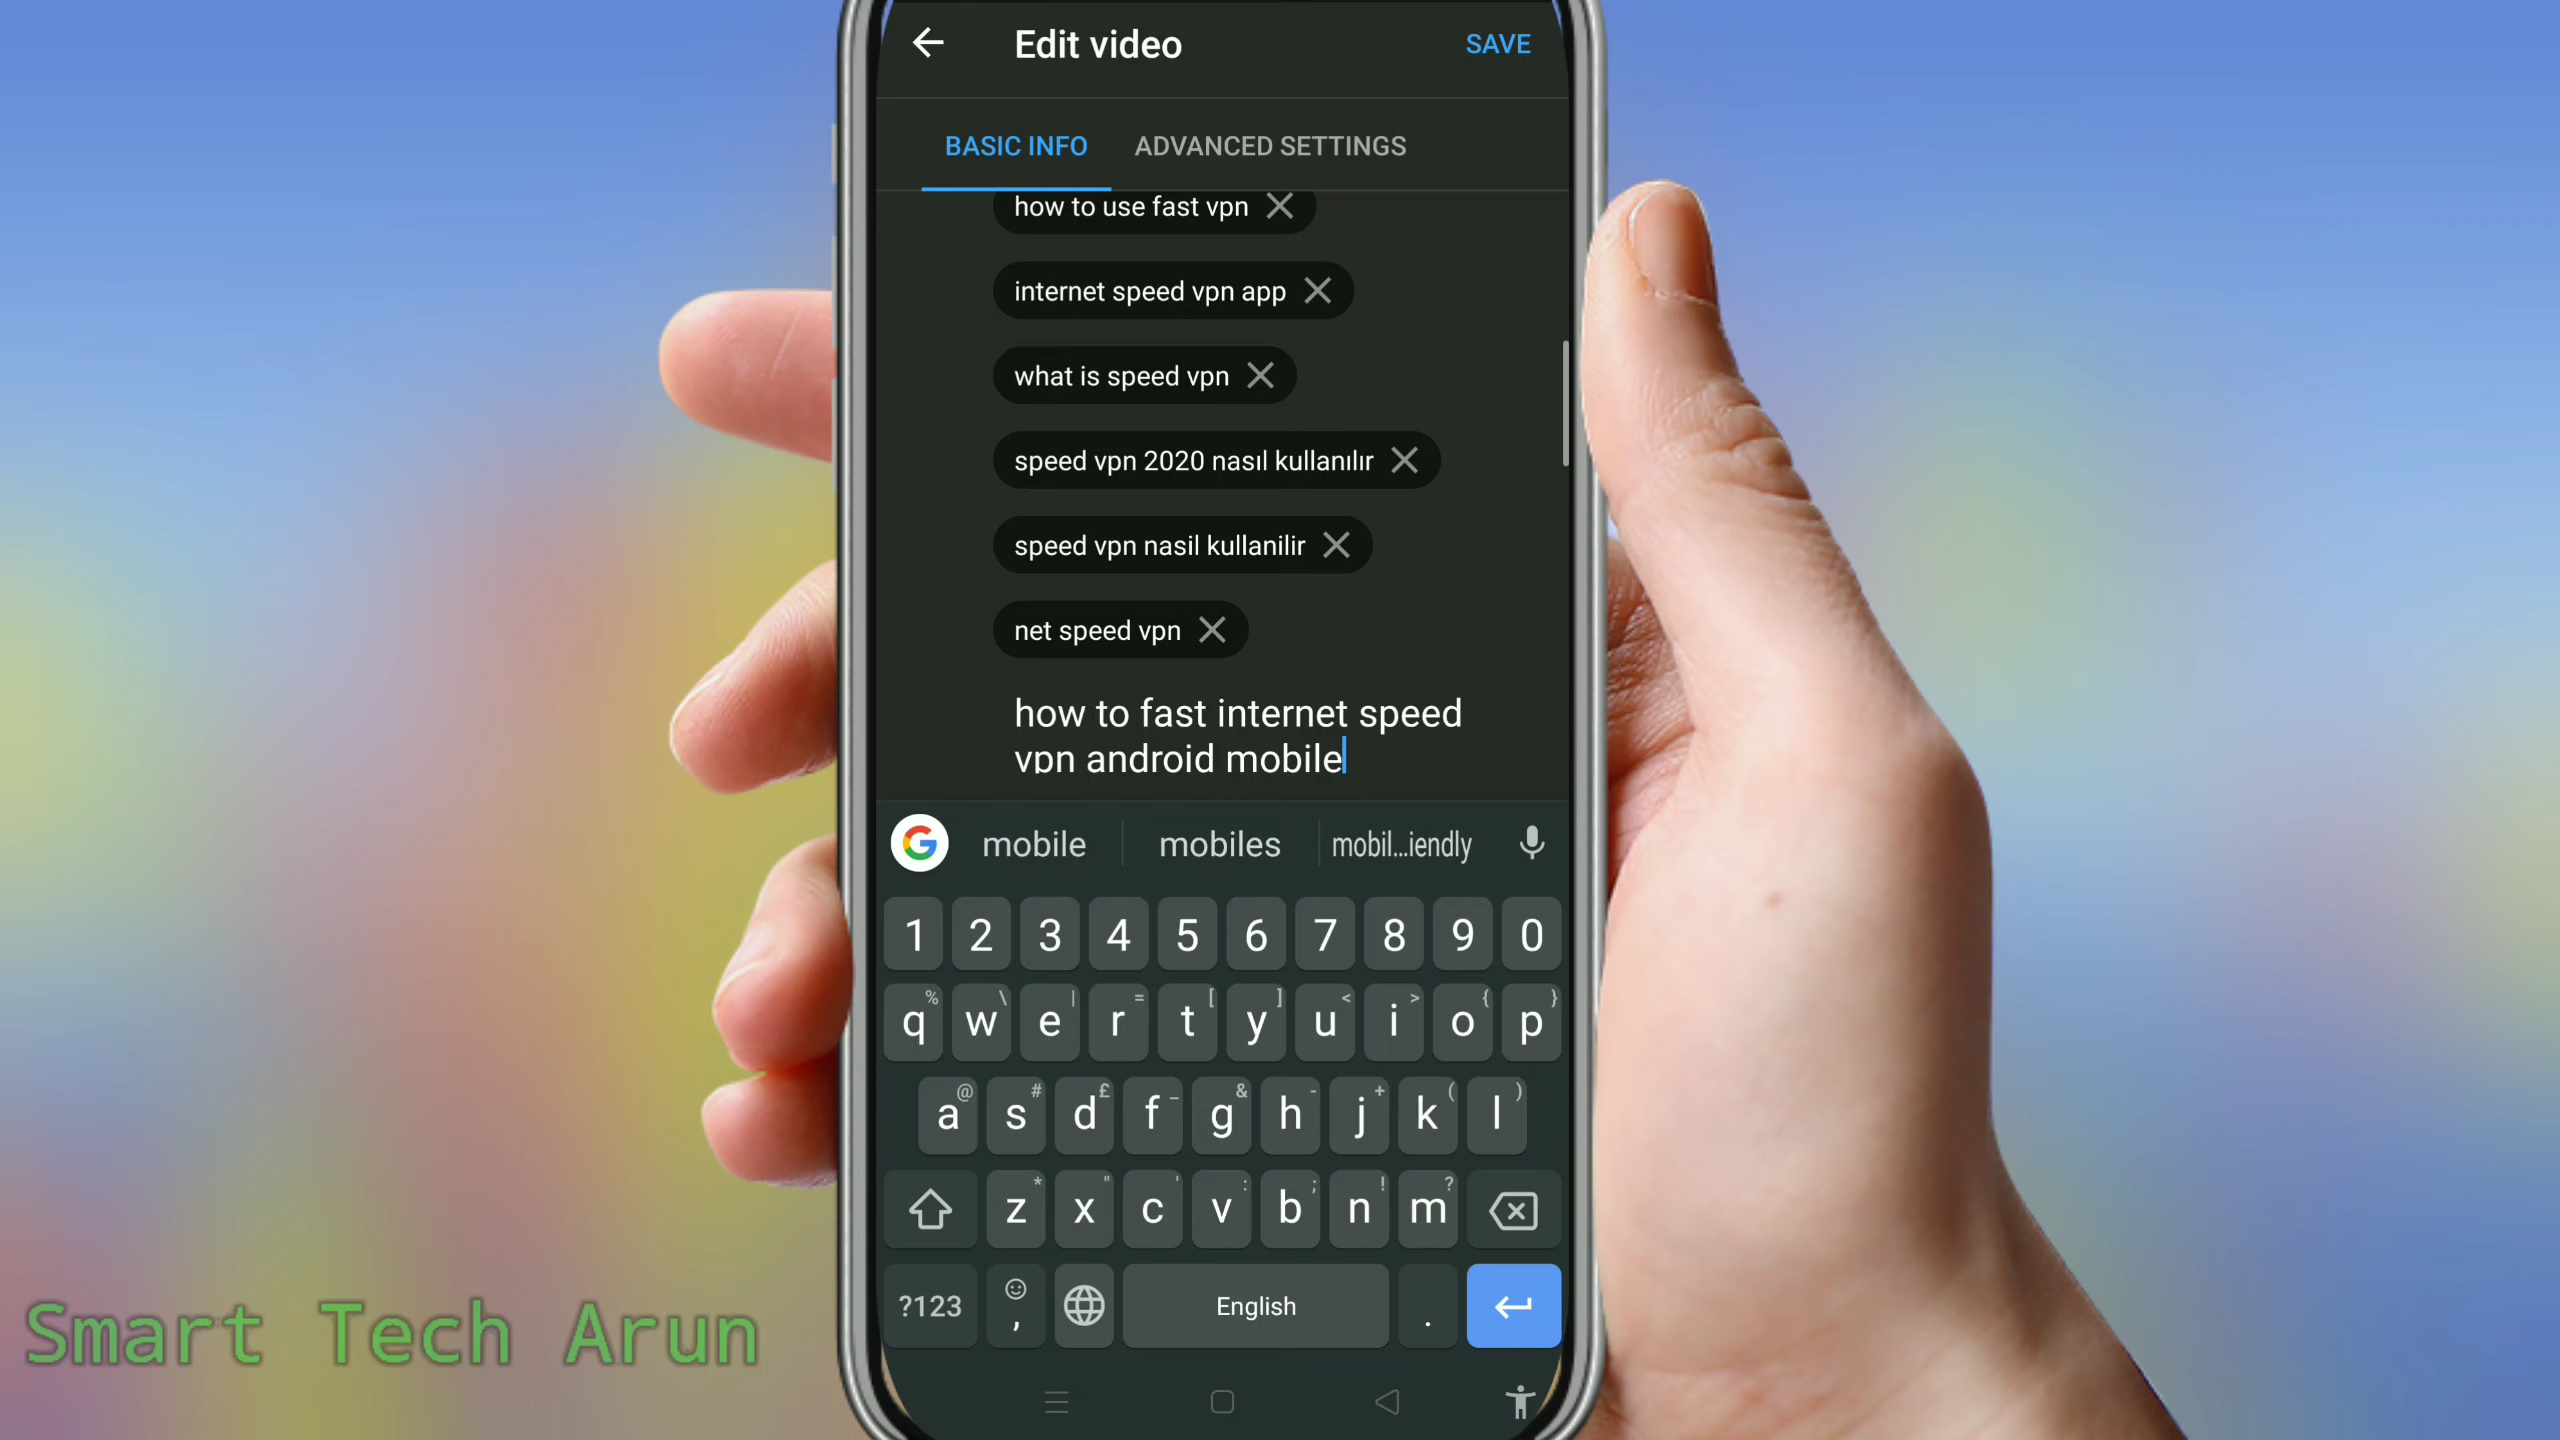 Edit video
SAVE
BASIC INFO
ADVANCED SETTINGS
how to use fast vpn
internet speed vpn app
what is speed vpn
speed vpn 2020 nasıl kullanılır
speed vpn nasil kullanilir
net speed vpn
how to fast internet speed
vpn android mobile
mobile mobiles mobil...iendly
1 2 3 4 5 6 7 8 9 0
% \ | = [ ] < > { }
q w e r t y u i o p
@ # £ _ & - + ( )
a s d f g h j k l
* " ' : ; ! ?
z x c v b n m
?123 , English .
Smart Tech Arun